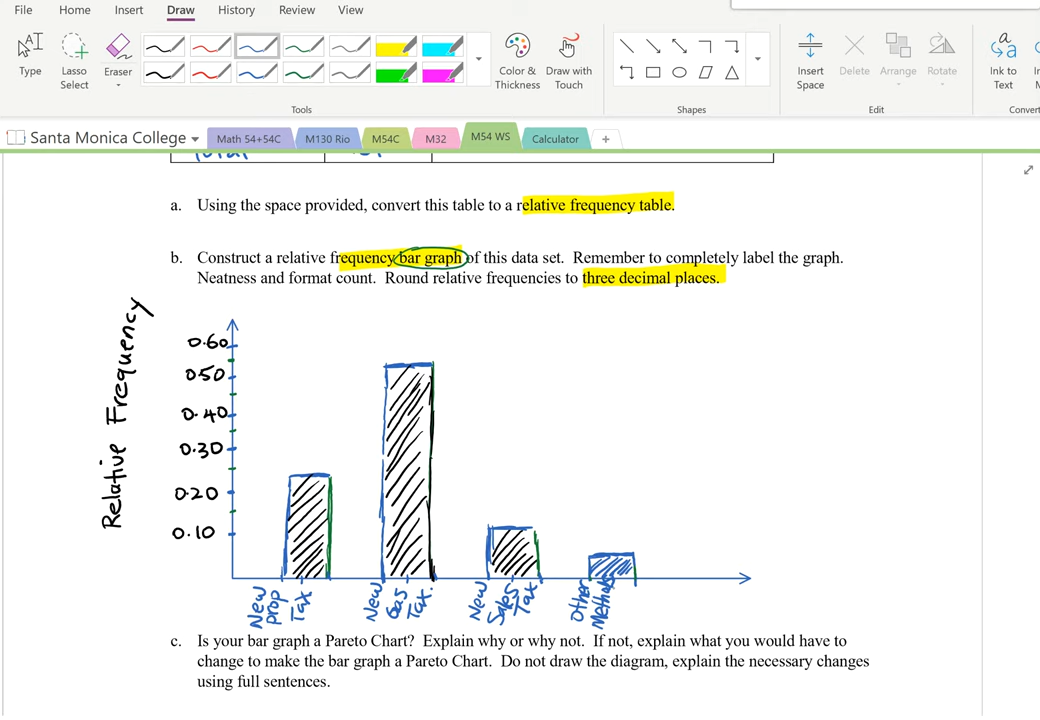 File Home Insert Draw History Review View
Type
Lasso Select
Eraser
Color & Thickness
Draw with Touch
Insert Space
Delete
Arrange
Rotate
Ink to Text
Tools
Shapes
Edit
Convert
Santa Monica College
Math 54+54C
M130 Rio
M54C
M32
M54 WS
Calculator
Total
a. Using the space provided, convert this table to a relative frequency table.
b. Construct a relative frequency bar graph of this data set. Remember to completely label the graph.
Neatness and format count. Round relative frequencies to three decimal places.
Relative Frequency
0.60
0.50
0.40
0.30
0.20
0.10
New prop Tax
New Gas Tax.
New Sales Tax
Other Methods
c. Is your bar graph a Pareto Chart? Explain why or why not. If not, explain what you would have to
change to make the bar graph a Pareto Chart. Do not draw the diagram, explain the necessary changes
using full sentences.